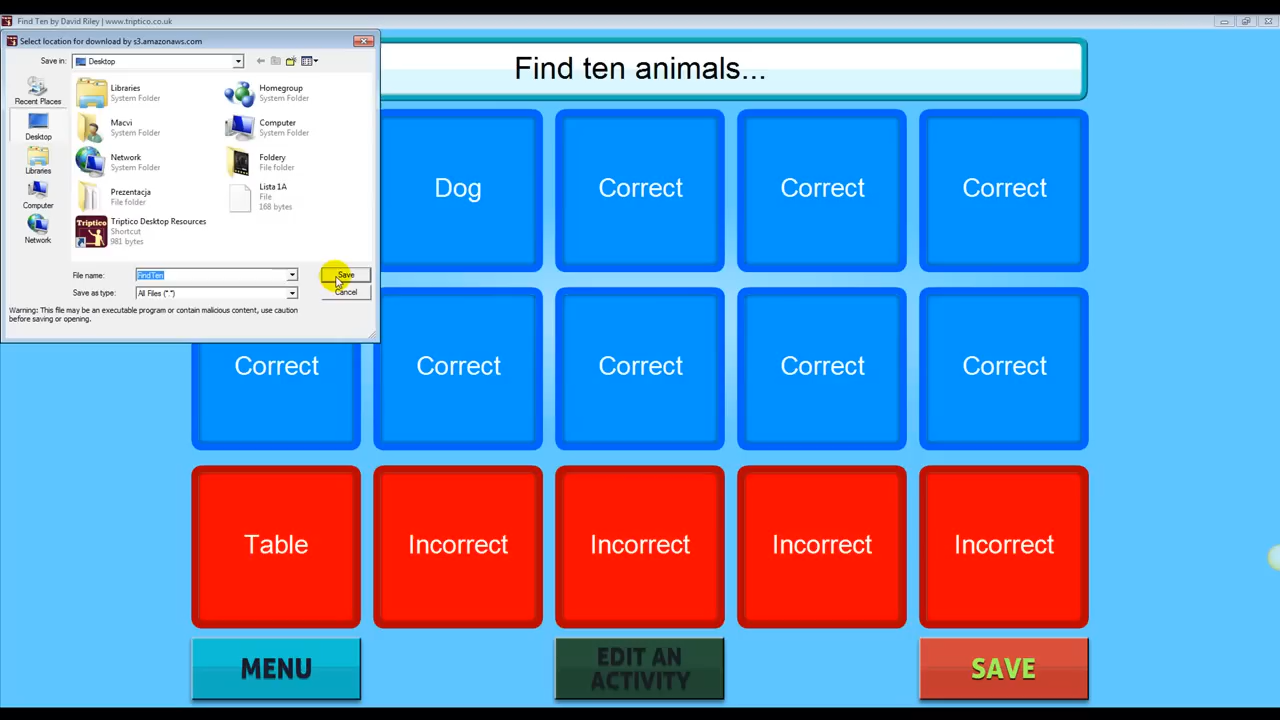 Find Ten by David Riley | www.triptico.co.uk
Select location for download by s3.amazonaws.com
Save in: Desktop
Recent Places
Desktop
Libraries
Computer
Network
Libraries
System Folder
Homegroup
System Folder
Macvi
System Folder
Computer
System Folder
Network
System Folder
Foldery
File folder
Prezentacja
File folder
Lista 1A
File
168 bytes
Triptico
Triptico Desktop Resources
Shortcut
981 bytes
File name: FindTen
Save
Save as type: All Files (*.*)
Cancel
Warning: This file may be an executable program or contain malicious content, use caution
before saving or opening.
Find ten animals...
Dog Correct Correct Correct
Correct Correct Correct Correct Correct
Table Incorrect Incorrect Incorrect Incorrect
MENU
EDIT AN
ACTIVITY
SAVE